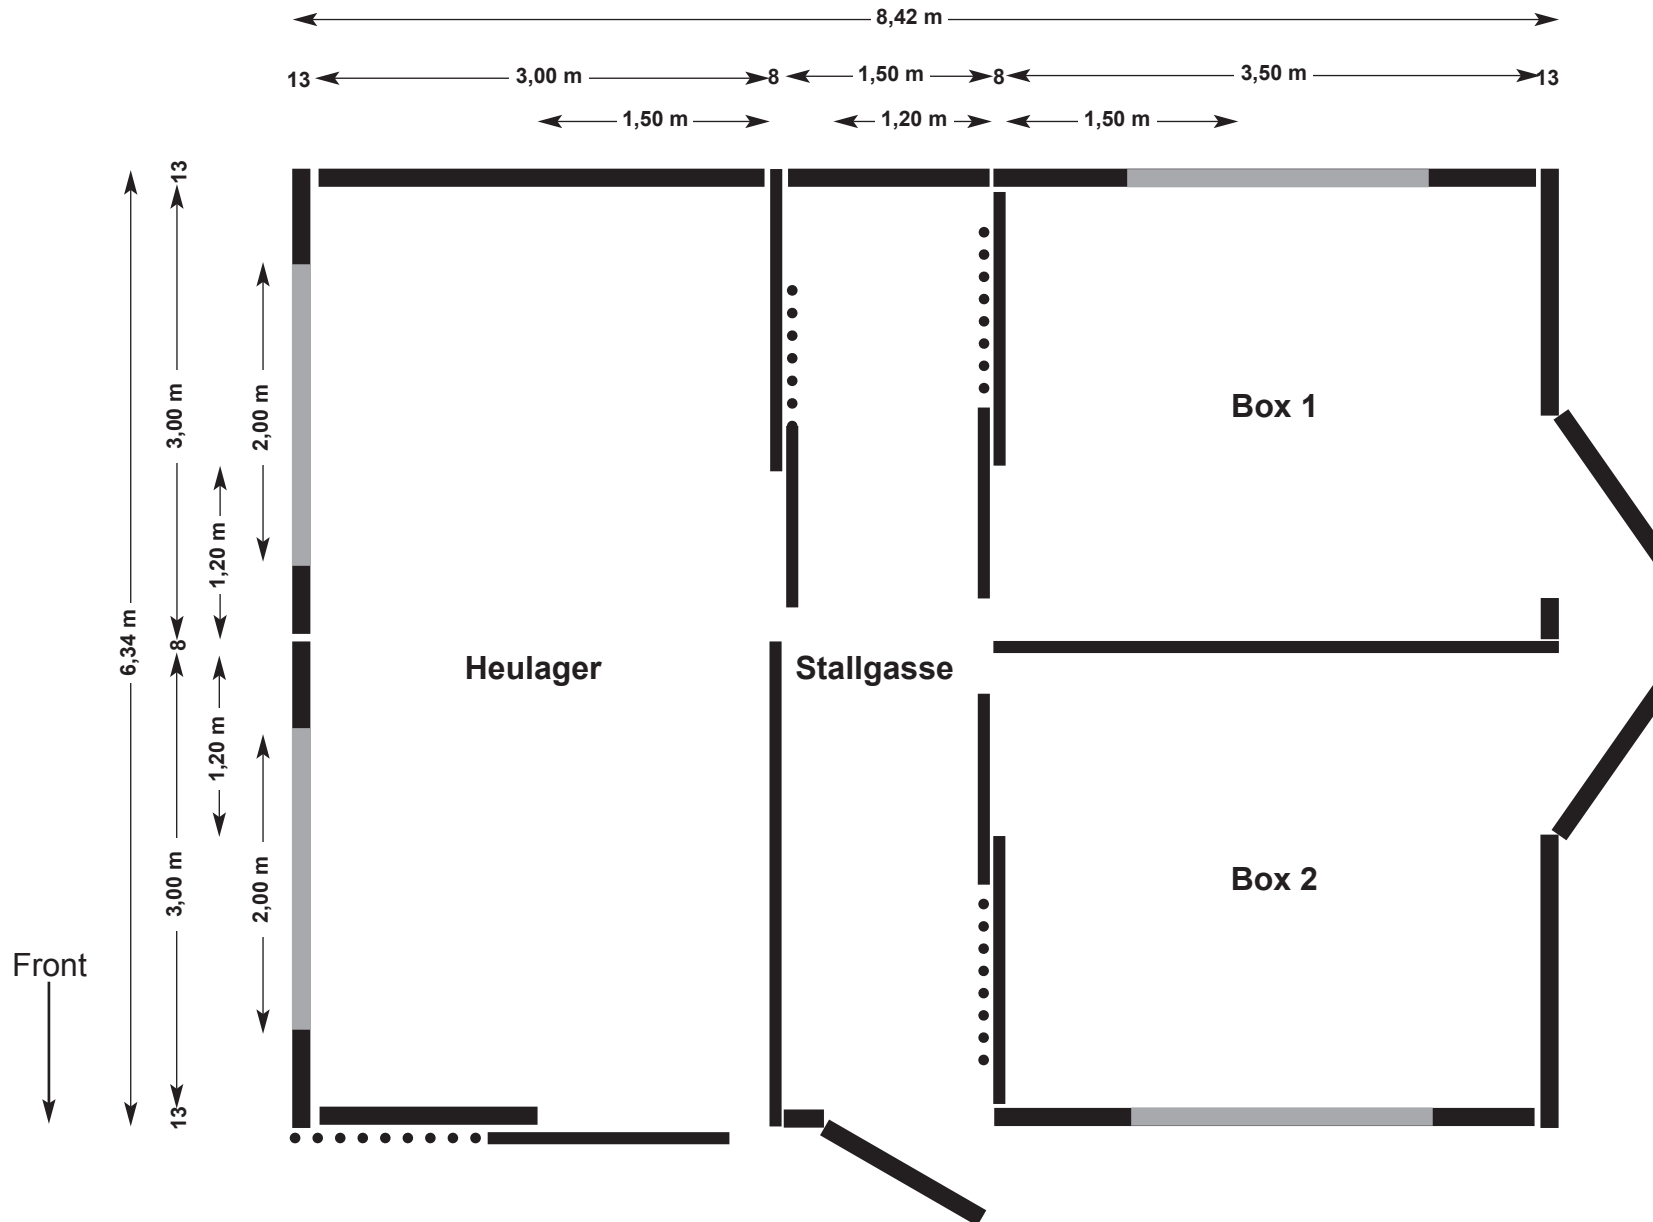 8,42 m
13 3,00 m 8 1,50 m 8 3,50 m 13
1,50 m 1,20 m 1,50 m
13
3,00 m
2,00 m
1,20 m
6,34 m
8
1,20 m
3,00 m
2,00 m
13
Box 1
Heulager
Stallgasse
Box 2
Front